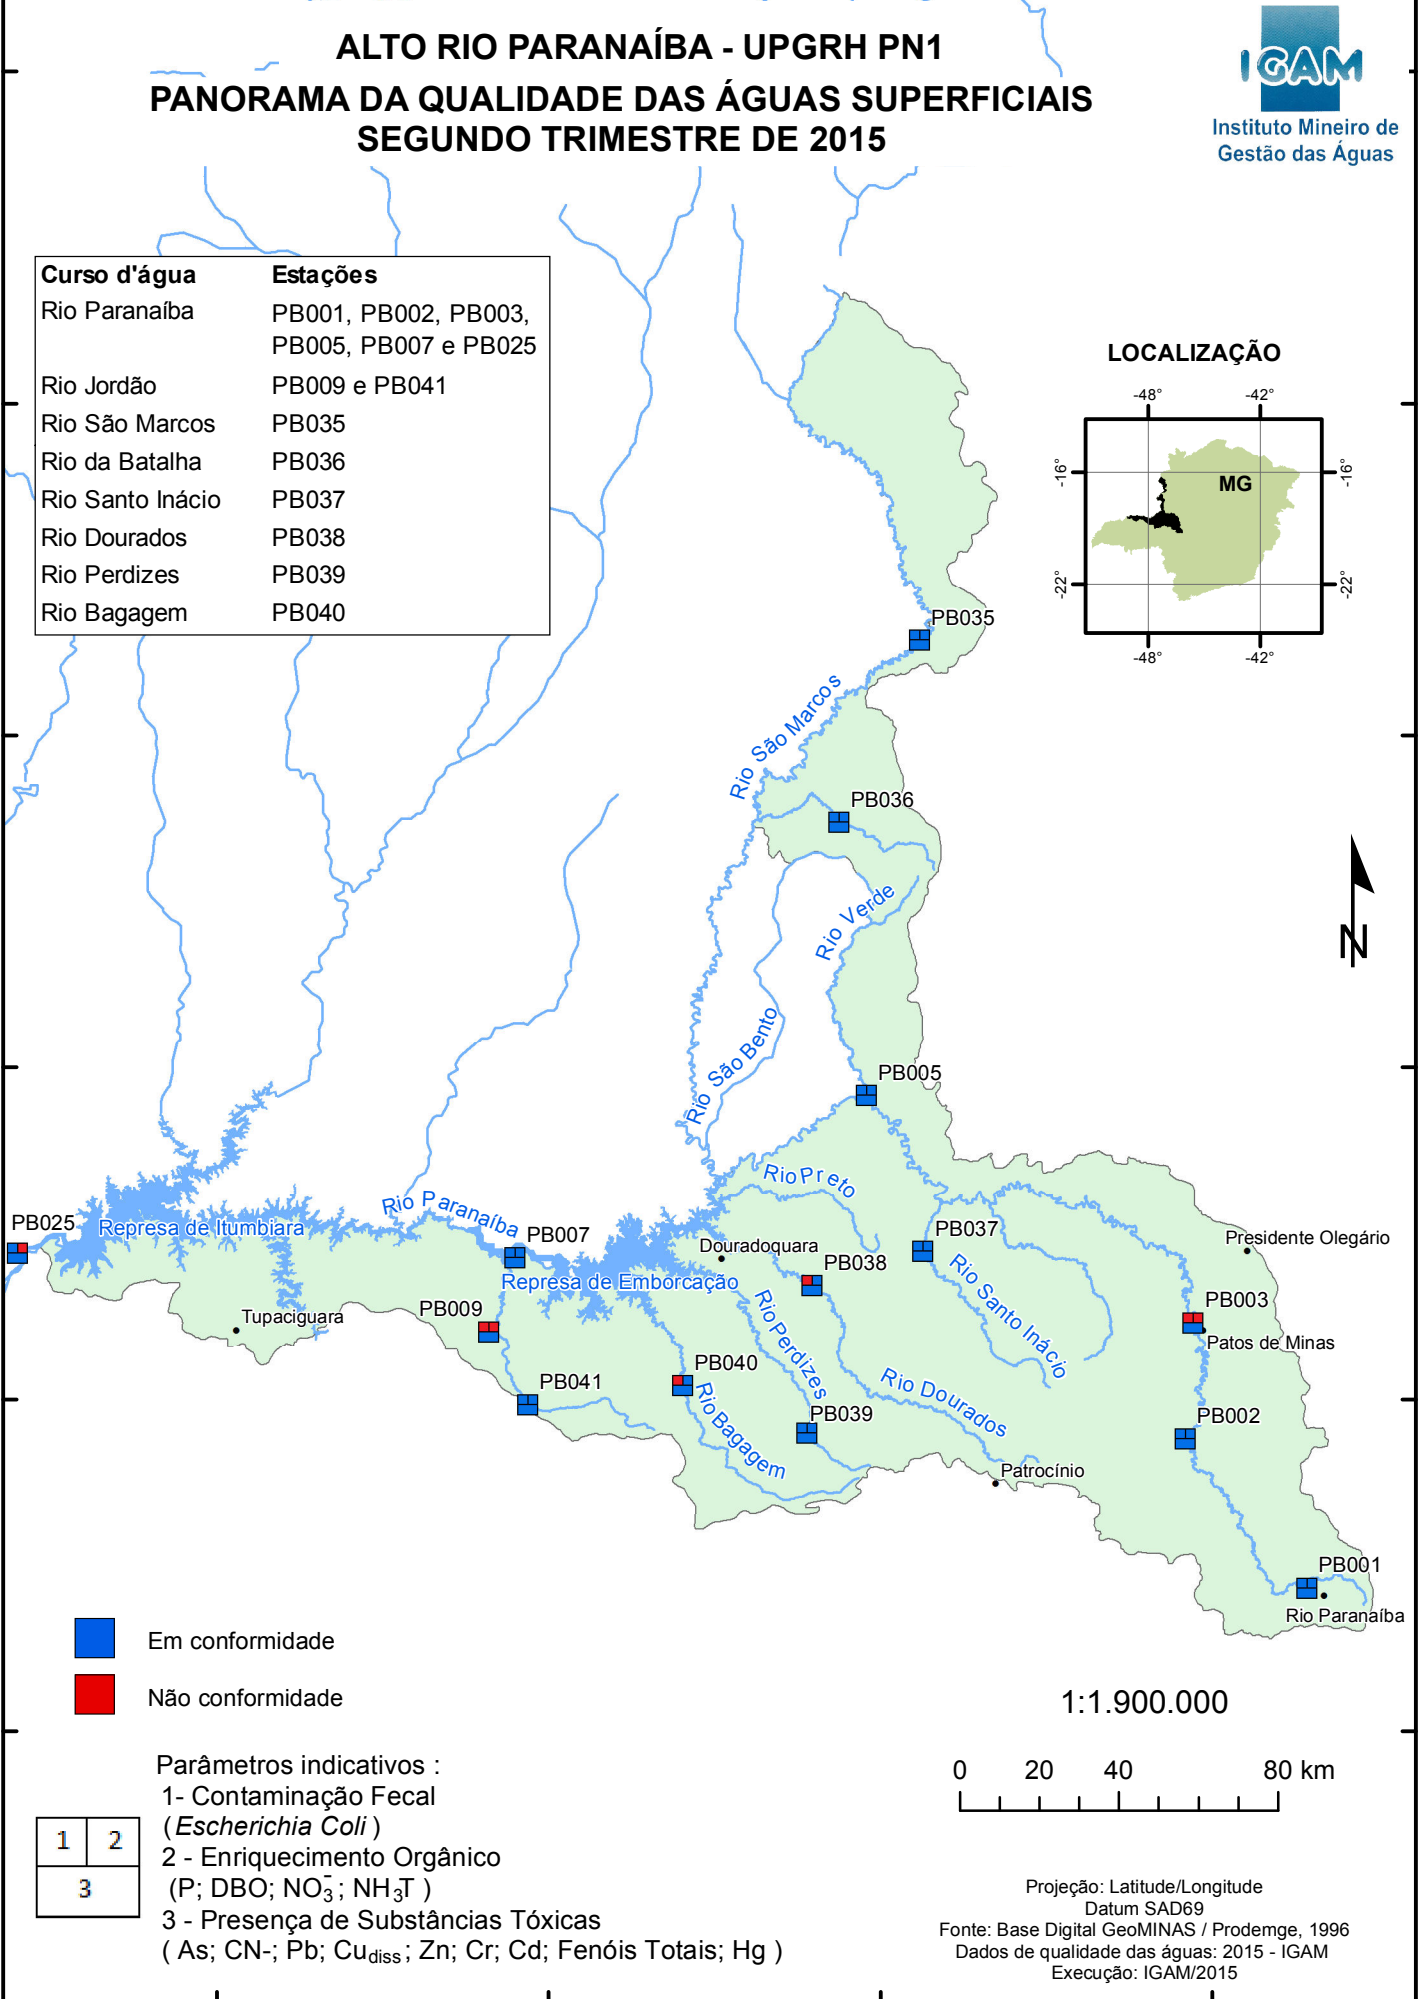 ALTO RIO PARANAÍBA - UPGRH PN1
PANORAMA DA QUALIDADE DAS ÁGUAS SUPERFICIAIS
SEGUNDO TRIMESTRE DE 2015
IGAM
Instituto Mineiro de
Gestão das Águas
Curso d'água Estações
Rio Paranaíba PB001, PB002, PB003,
PB005, PB007 e PB025
Rio Jordão PB009 e PB041
Rio São Marcos PB035
Rio da Batalha PB036
Rio Santo Inácio PB037
Rio Dourados PB038
Rio Perdizes PB039
Rio Bagagem PB040
LOCALIZAÇÃO
-48° -42°
-16° -16°
MG
-22° -22°
-48° -42°
PB035
Rio São Marcos
PB036
Rio Verde
N
Rio São Bento
PB005
Rio Preto
Rio Paranaíba
PB025
Represa de Itumbiara
PB007
PB037
Presidente Olegário
Douradoquara
PB038
Represa de Emborcação
Rio Santo Inácio
PB003
PB009
Tupaciguara
Rio Perdizes
Patos de Minas
PB040
PB041
Rio Dourados
Rio Bagagem
PB039
PB002
Patrocínio
PB001
Rio Paranaíba
Em conformidade
Não conformidade
1:1.900.000
0 20 40 80 km
Parâmetros indicativos :
1- Contaminação Fecal
(Escherichia Coli )
2 - Enriquecimento Orgânico
(P; DBO; NO3-; NH3T )
3 - Presença de Substâncias Tóxicas
( As; CN-; Pb; Cudiss; Zn; Cr; Cd; Fenóis Totais; Hg )
1 2
3
Projeção: Latitude/Longitude
Datum SAD69
Fonte: Base Digital GeoMINAS / Prodemge, 1996
Dados de qualidade das águas: 2015 - IGAM
Execução: IGAM/2015